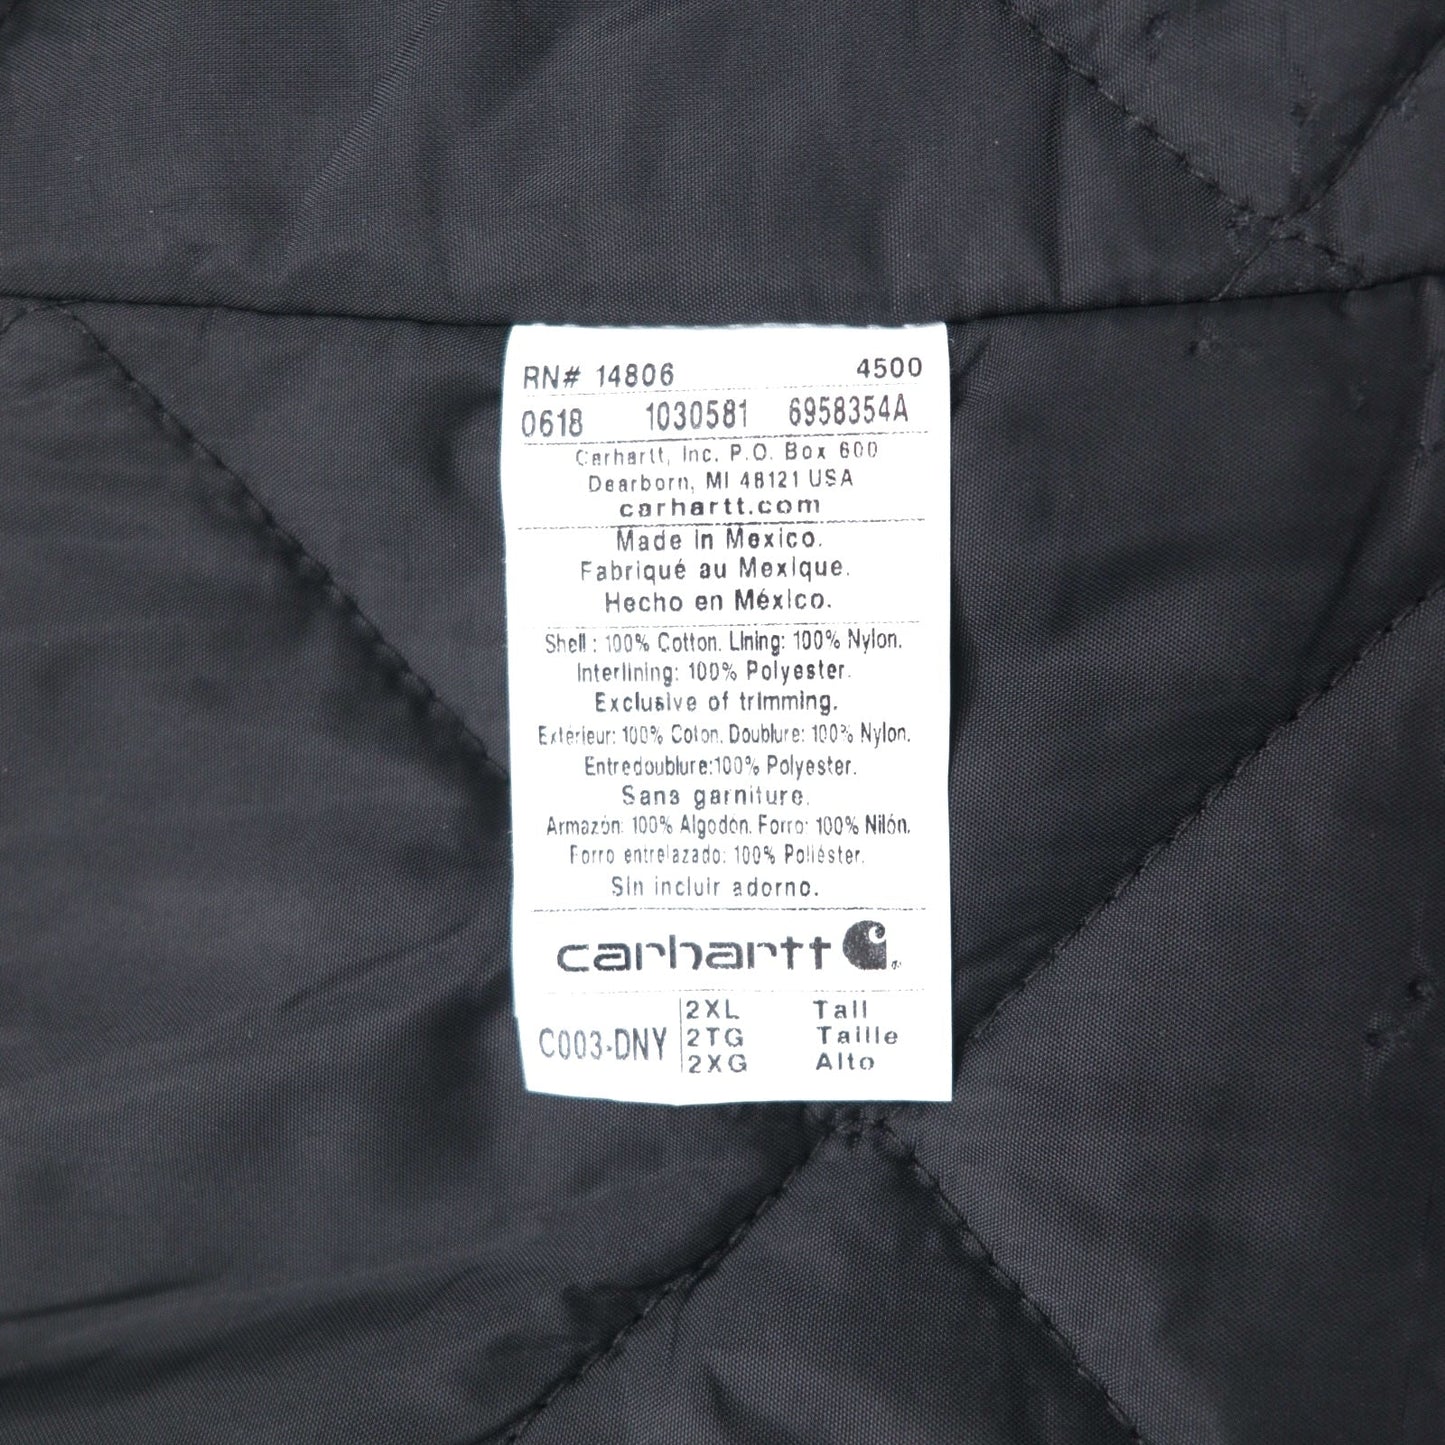 RN# 14806 4500
0618 1030581 6958354A
Carhartt, Inc. P.O. Box 600
Dearborn, MI 48121 USA
carhartt.com
Made in Mexico.
Fabriqué au Mexique.
Hecho en México.
Shell : 100% Cotton. Lining: 100% Nylon.
Interlining: 100% Polyester.
Exclusive of trimming.
Extérieur: 100% Coton. Doublure: 100% Nylon.
Entredoublure:100% Polyester.
Sans garniture.
Armazón: 100% Algodón. Forro: 100% Nilón.
Forro entrelazado: 100% Poliéster.
Sin incluir adorno.
carhartt
C003-DNY
2XL Tall
2TG Taille
2XG Alto